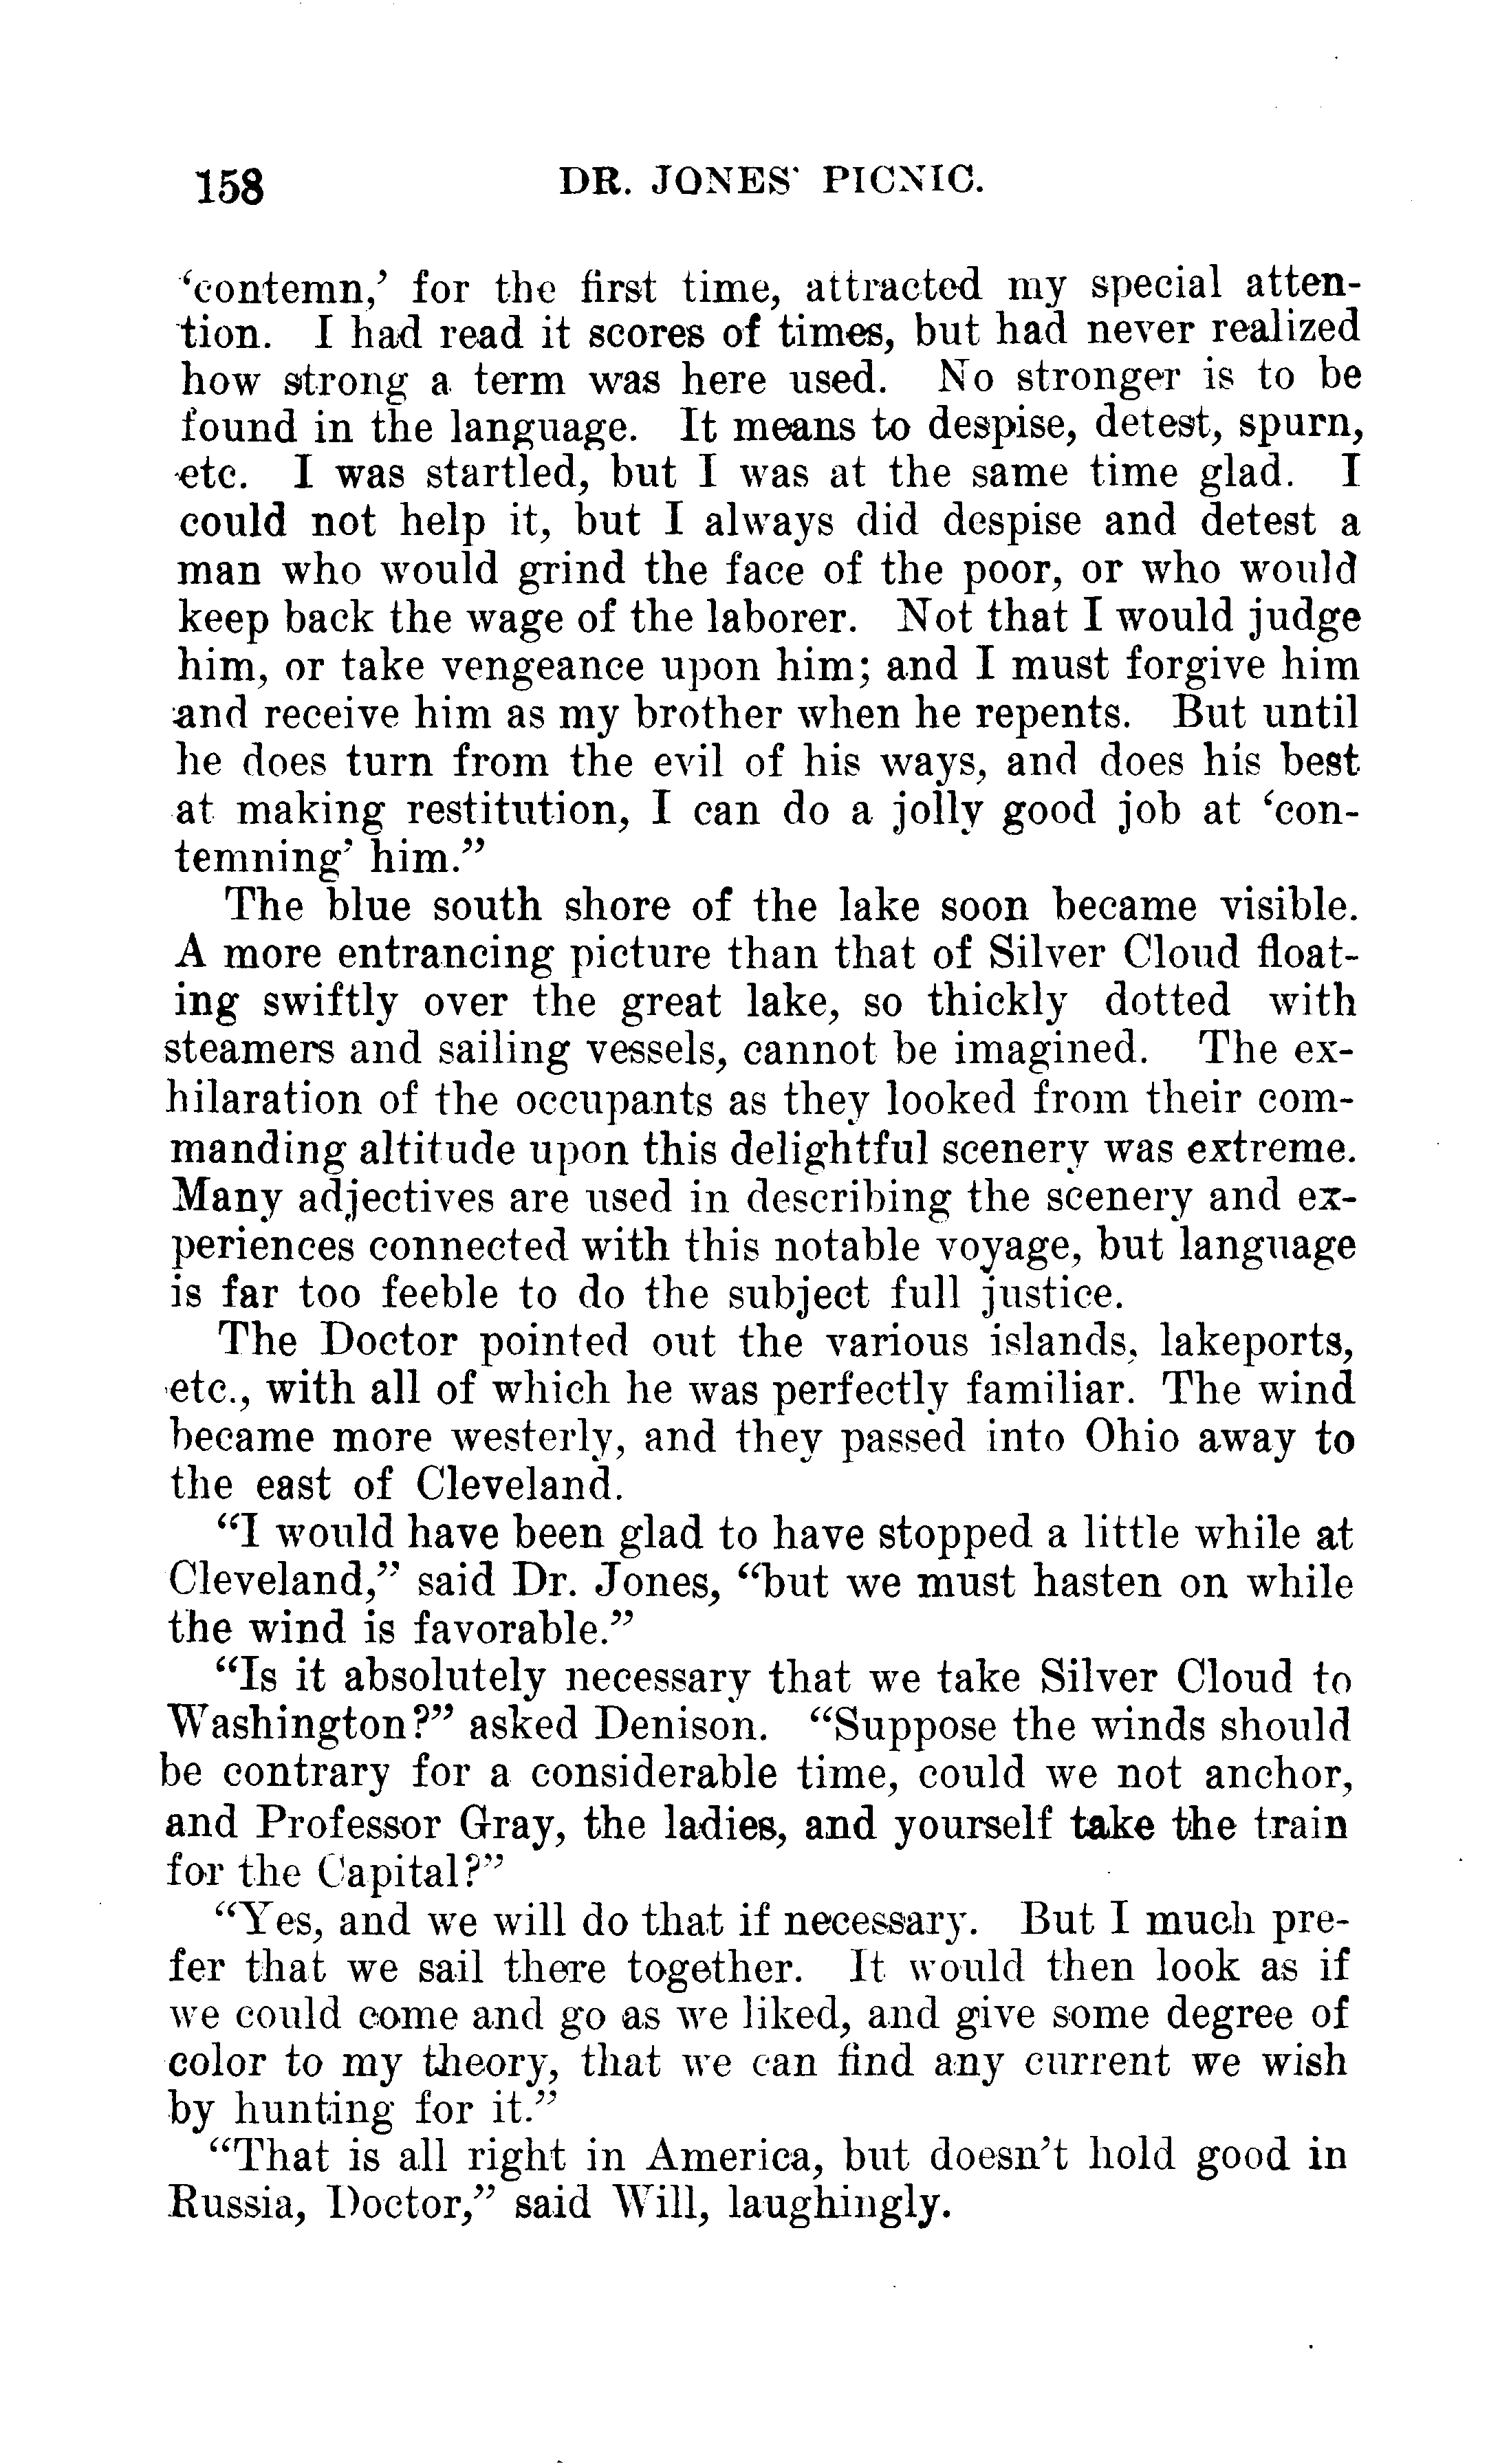 158 DR. JONES' PICNIC.
'contemn,' for the first time, attracted my special atten-
tion. I had read it scores of times, but had never realized
how strong a term was here used. No stronger is to be
found in the language. It means to despise, detest, spurn,
etc. I was startled, but I was at the same time glad. I
could not help it, but I always did despise and detest a
man who would grind the face of the poor, or who would
keep back the wage of the laborer. Not that I would judge
him, or take vengeance upon him; and I must forgive him
and receive him as my brother when he repents. But until
he does turn from the evil of his ways, and does his best
at making restitution, I can do a jolly good job at 'con-
temning' him."
The blue south shore of the lake soon became visible.
A more entrancing picture than that of Silver Cloud float-
ing swiftly over the great lake, so thickly dotted with
steamers and sailing vessels, cannot be imagined. The ex-
hilaration of the occupants as they looked from their com-
manding altitude upon this delightful scenery was extreme.
Many adjectives are used in describing the scenery and ex-
periences connected with this notable voyage, but language
is far too feeble to do the subject full justice.
The Doctor pointed out the various islands, lakeports,
etc., with all of which he was perfectly familiar. The wind
became more westerly, and they passed into Ohio away to
the east of Cleveland.
"I would have been glad to have stopped a little while at
Cleveland," said Dr. Jones, "but we must hasten on while
the wind is favorable."
"Is it absolutely necessary that we take Silver Cloud to
Washington?" asked Denison. "Suppose the winds should
be contrary for a considerable time, could we not anchor,
and Professor Gray, the ladies, and yourself take the train
for the Capital?"
"Yes, and we will do that if necessary. But I much pre-
fer that we sail there together. It would then look as if
we could come and go as we liked, and give some degree of
color to my theory, that we can find any current we wish
by hunting for it."
"That is all right in America, but doesn't hold good in
Russia, Doctor," said Will, laughingly.